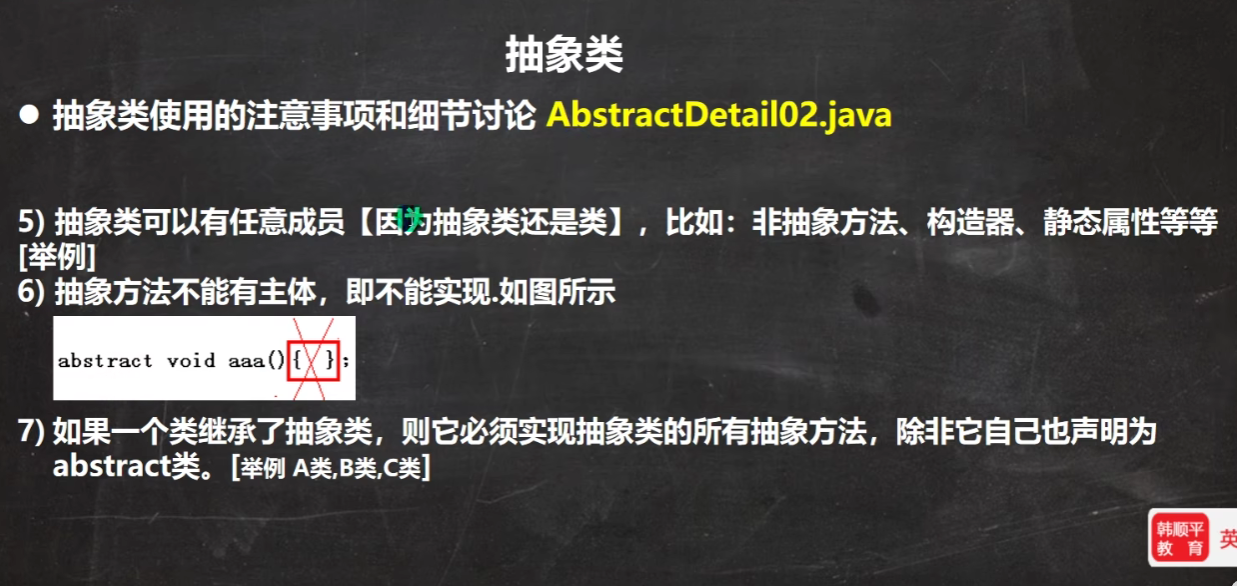 抽象类
● 抽象类使用的注意事项和细节讨论 AbstractDetail02.java
5) 抽象类可以有任意成员【因为抽象类还是类】，比如：非抽象方法、构造器、静态属性等等
[举例]
6) 抽象方法不能有主体，即不能实现.如图所示
abstract void aaa(){ };
7) 如果一个类继承了抽象类，则它必须实现抽象类的所有抽象方法，除非它自己也声明为
abstract类。[举例 A类,B类,C类]
韩顺平
教 育
英